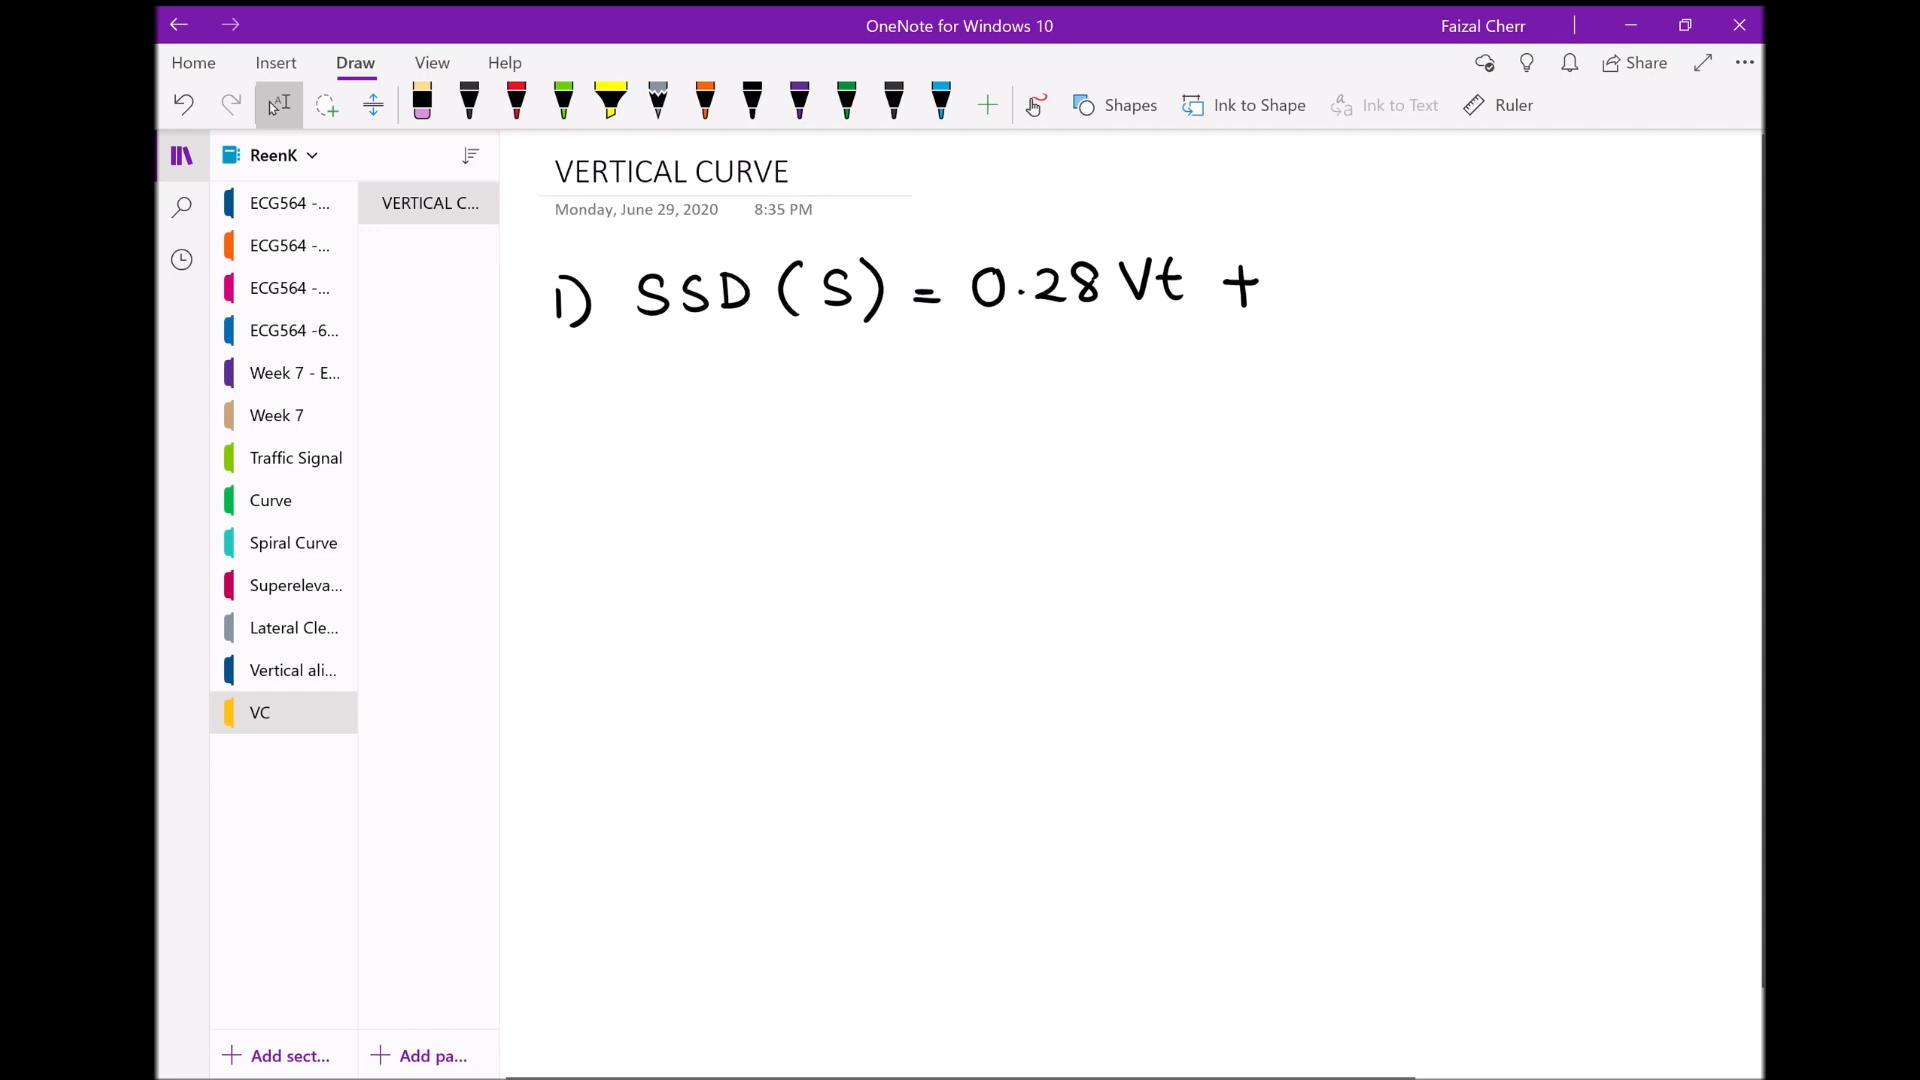 OneNote for Windows 10
Faizal Cherr
Home Insert Draw View Help
Share
Shapes Ink to Shape Ink to Text Ruler
ReenK
ECG564 -...
ECG564 -...
ECG564 -...
ECG564 -6...
Week 7 - E...
Week 7
Traffic Signal
Curve
Spiral Curve
Supereleva...
Lateral Cle...
Vertical ali...
VC
Add sect...
VERTICAL C...
Add pa...
VERTICAL CURVE
Monday, June 29, 2020 8:35 PM
1) SSD (S) = 0.28 Vt +